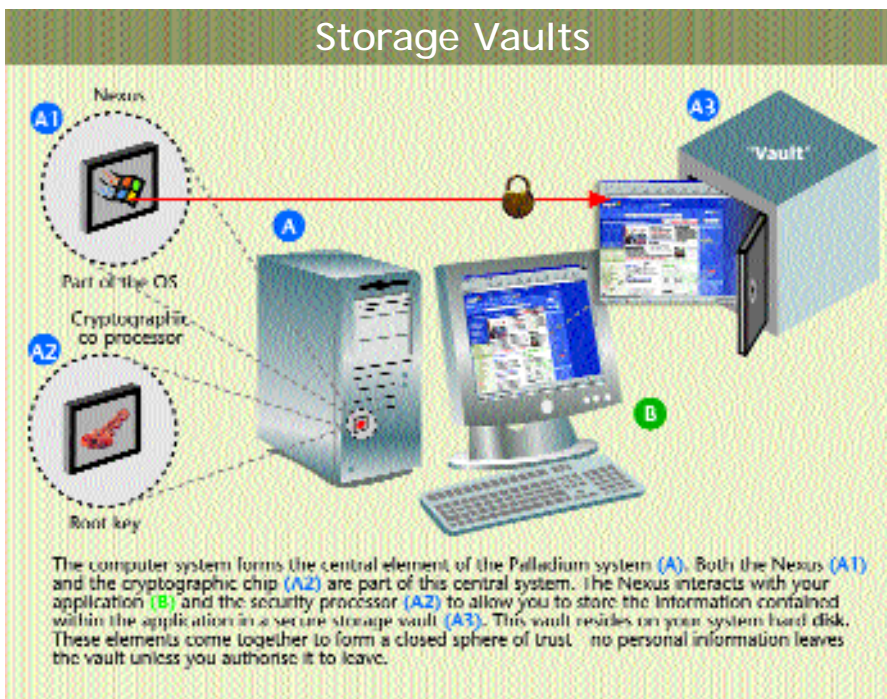 Storage Vaults
Nexus
A1
A3
"Vault"
A
Part of the OS
Cryptographic
co processor
A2
B
Root key
The computer system forms the central element of the Palladium system (A). Both the Nexus (A1)
and the cryptographic chip (A2) are part of this central system. The Nexus interacts with your
application (B) and the security processor (A2) to allow you to store the information contained
within the application in a secure storage vault (A3). This vault resides on your system hard disk.
These elements come together to form a closed sphere of trust no personal information leaves
the vault unless you authorise it to leave.